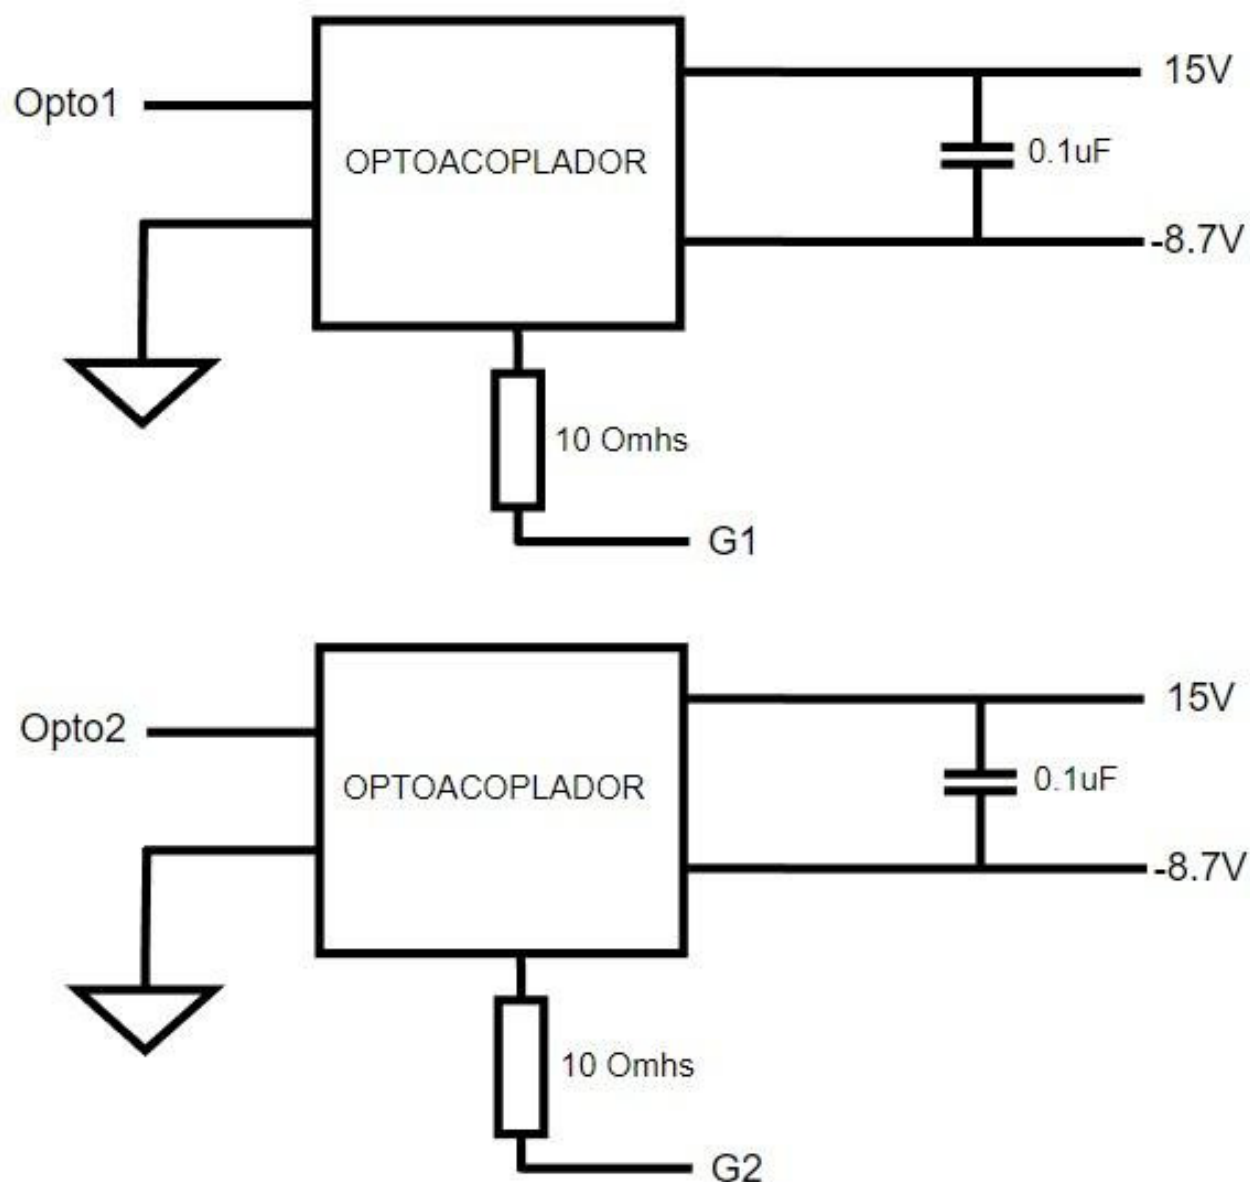 15V
Opto1
0.1uF
OPTOACOPLADOR
-8.7V
10 Omhs
G1
15V
Opto2
0.1uF
OPTOACOPLADOR
-8.7V
10 Omhs
G2